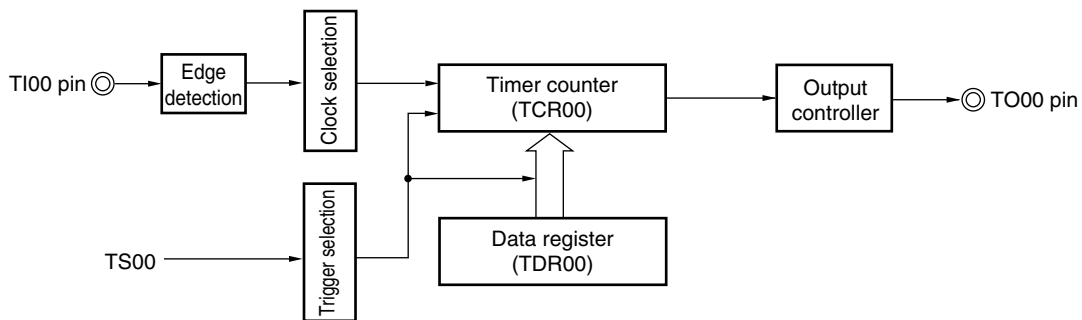 TI00 pin
Edge
detection
Clock selection
Timer counter
(TCR00)
Output
controller
TO00 pin
TS00
Trigger selection
Data register
(TDR00)